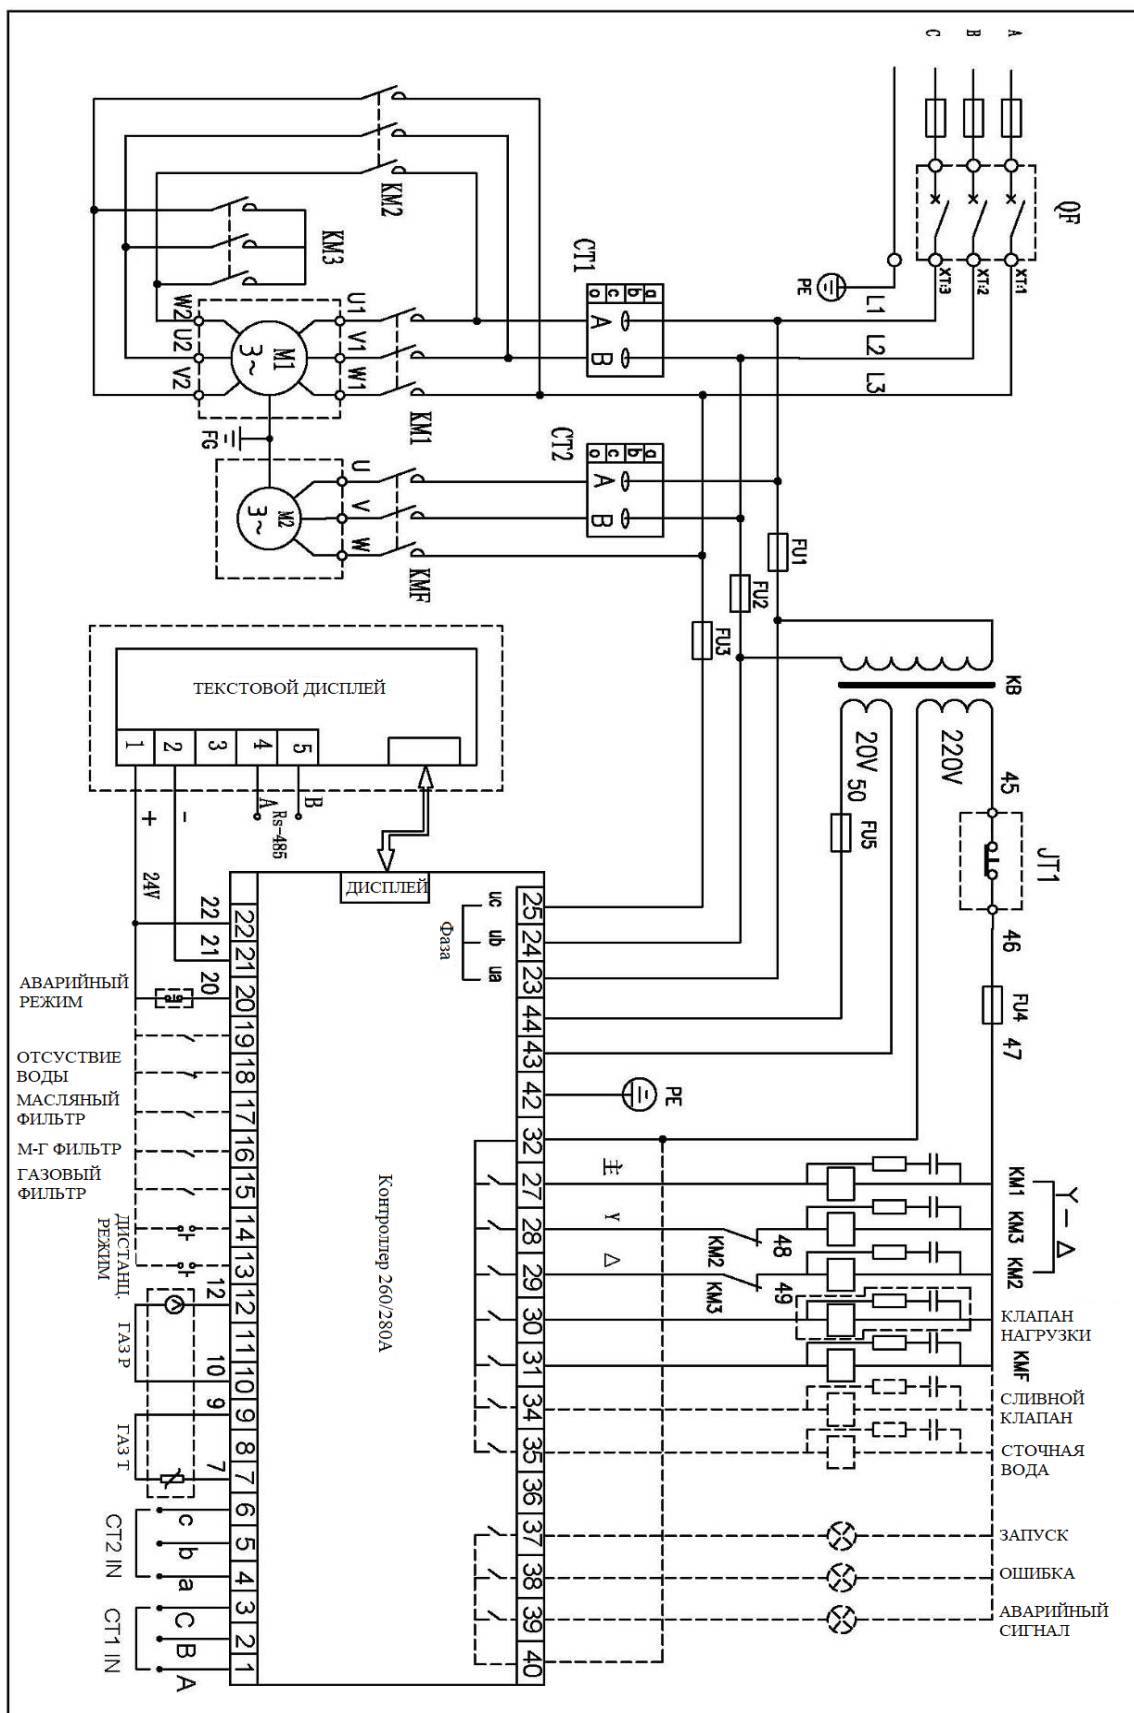 C B A
QF
XT:3 XT:2 XT:1
PE
L1
L2
L3
KM2
KM3
CT1
o c b a
A
B
W2 U2 V2
M1
3~
U1 V1 W1
KM1
FG
CT2
o c b a
A
B
M2
3~
U V W
KMF
FU1
FU2
FU3
KB
20V
220V
50
FU5
45
JT1
46
FU4
47
ТЕКСТОВОЙ ДИСПЛЕЙ
1 2 3 4 5
+ - A B
Rs-485
24V
ДИСПЛЕЙ
uc ub ua
Фаза
Контроллер 260/280A
22 21 20
22
21
20
19
18
17
16
15
14
13
12
11
10
9
8
7
6
5
4
3
2
1
12
10
9
7
25
24
23
44
43
42
32
27
28
29
30
31
34
35
36
37
38
39
40
PE
主
Y
△
KM2
48
KM3
49
KM1
KM3
KM2
Y – △
KMF
АВАРИЙНЫЙ
РЕЖИМ
ОТСУСТВИЕ
ВОДЫ
МАСЛЯНЫЙ
ФИЛЬТР
М-Г ФИЛЬТР
ГАЗОВЫЙ
ФИЛЬТР
ДИСТАНЦ.
РЕЖИМ
ГАЗ P
ГАЗ T
CT2 IN
c b a
CT1 IN
C B A
КЛАПАН
НАГРУЗКИ
СЛИВНОЙ
КЛАПАН
СТОЧНАЯ
ВОДА
ЗАПУСК
ОШИБКА
АВАРИЙНЫЙ
СИГНАЛ